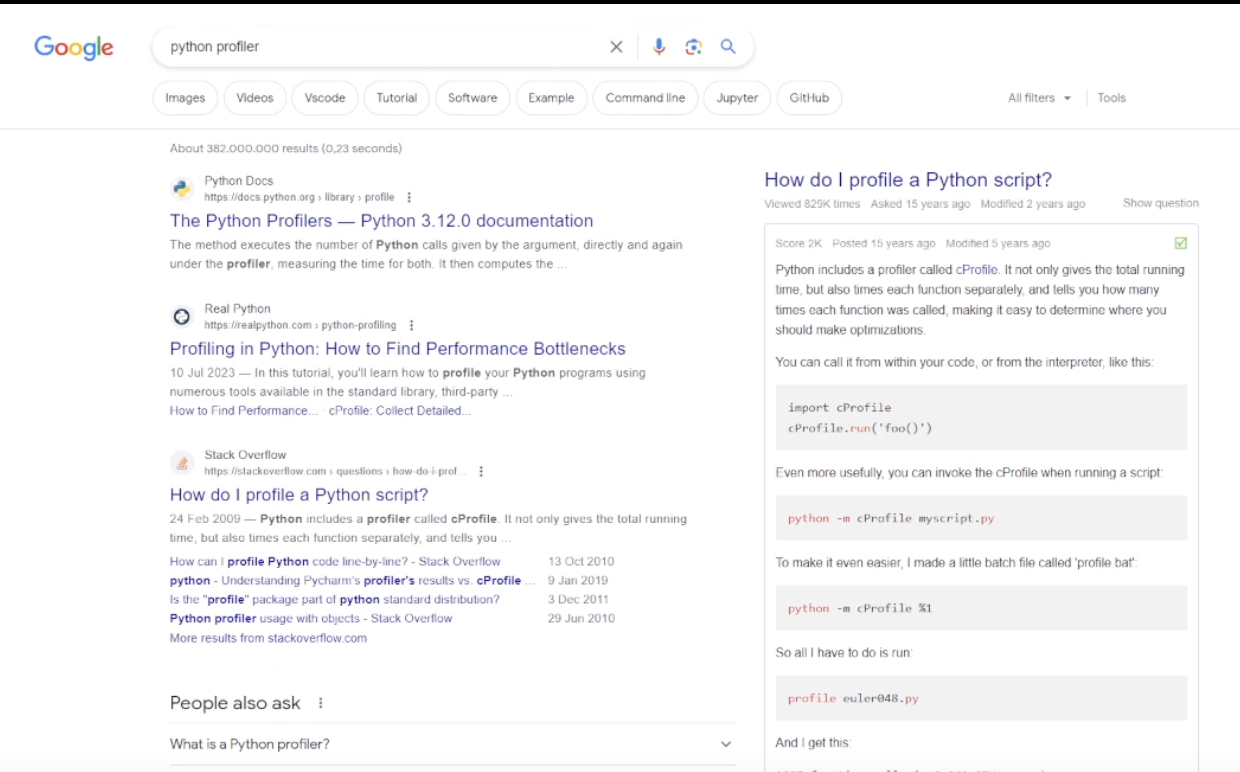 Google
python profiler
Images
Videos
Vscode
Tutorial
Software
Example
Command line
Jupyter
GitHub
All filters
Tools
About 382.000.000 results (0,23 seconds)
Python Docs
https://docs.python.org › library › profile
The Python Profilers — Python 3.12.0 documentation
The method executes the number of Python calls given by the argument, directly and again
under the profiler, measuring the time for both. It then computes the ...
Real Python
https://realpython.com › python-profiling
Profiling in Python: How to Find Performance Bottlenecks
10 Jul 2023 — In this tutorial, you'll learn how to profile your Python programs using
numerous tools available in the standard library, third-party ...
How to Find Performance... · cProfile: Collect Detailed...
Stack Overflow
https://stackoverflow.com › questions › how-do-i-prof...
How do I profile a Python script?
24 Feb 2009 — Python includes a profiler called cProfile. It not only gives the total running
time, but also times each function separately, and tells you ...
How can I profile Python code line-by-line? - Stack Overflow 13 Oct 2010
python - Understanding Pycharm's profiler's results vs. cProfile ... 9 Jan 2019
Is the "profile" package part of python standard distribution? 3 Dec 2011
Python profiler usage with objects - Stack Overflow 29 Jun 2010
More results from stackoverflow.com
People also ask
What is a Python profiler?
How do I profile a Python script?
Viewed 829K times Asked 15 years ago Modified 2 years ago Show question
Score 2K Posted 15 years ago Modified 5 years ago
Python includes a profiler called cProfile. It not only gives the total running
time, but also times each function separately, and tells you how many
times each function was called, making it easy to determine where you
should make optimizations.
You can call it from within your code, or from the interpreter, like this:
import cProfile
cProfile.run('foo()')
Even more usefully, you can invoke the cProfile when running a script:
python -m cProfile myscript.py
To make it even easier, I made a little batch file called 'profile.bat':
python -m cProfile %1
So all I have to do is run:
profile euler048.py
And I get this: